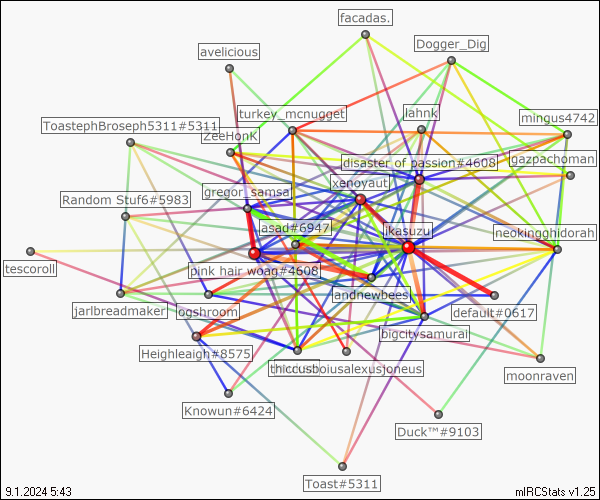 facadas.
Dogger_Dig
avelicious
turkey_mcnugget
lahnk
mingus4742
ToastephBroseph5311#5311
ZeeHonK
disaster of passion#4608
gazpachoman
xenoyaut
gregor_samsa
Random Stuf6#5983
asad#6947
ikasuzu
neokingghidorah
tescoroll
pink hair woag#4608
andnewbees
jarlbreadmaker
ogshroom
default#0617
bigcitysamurai
Heighleaigh#8575
moonraven
Knowun#6424
Duck™#9103
Toast#5311
9.1.2024 5:43
mIRCStats v1.25